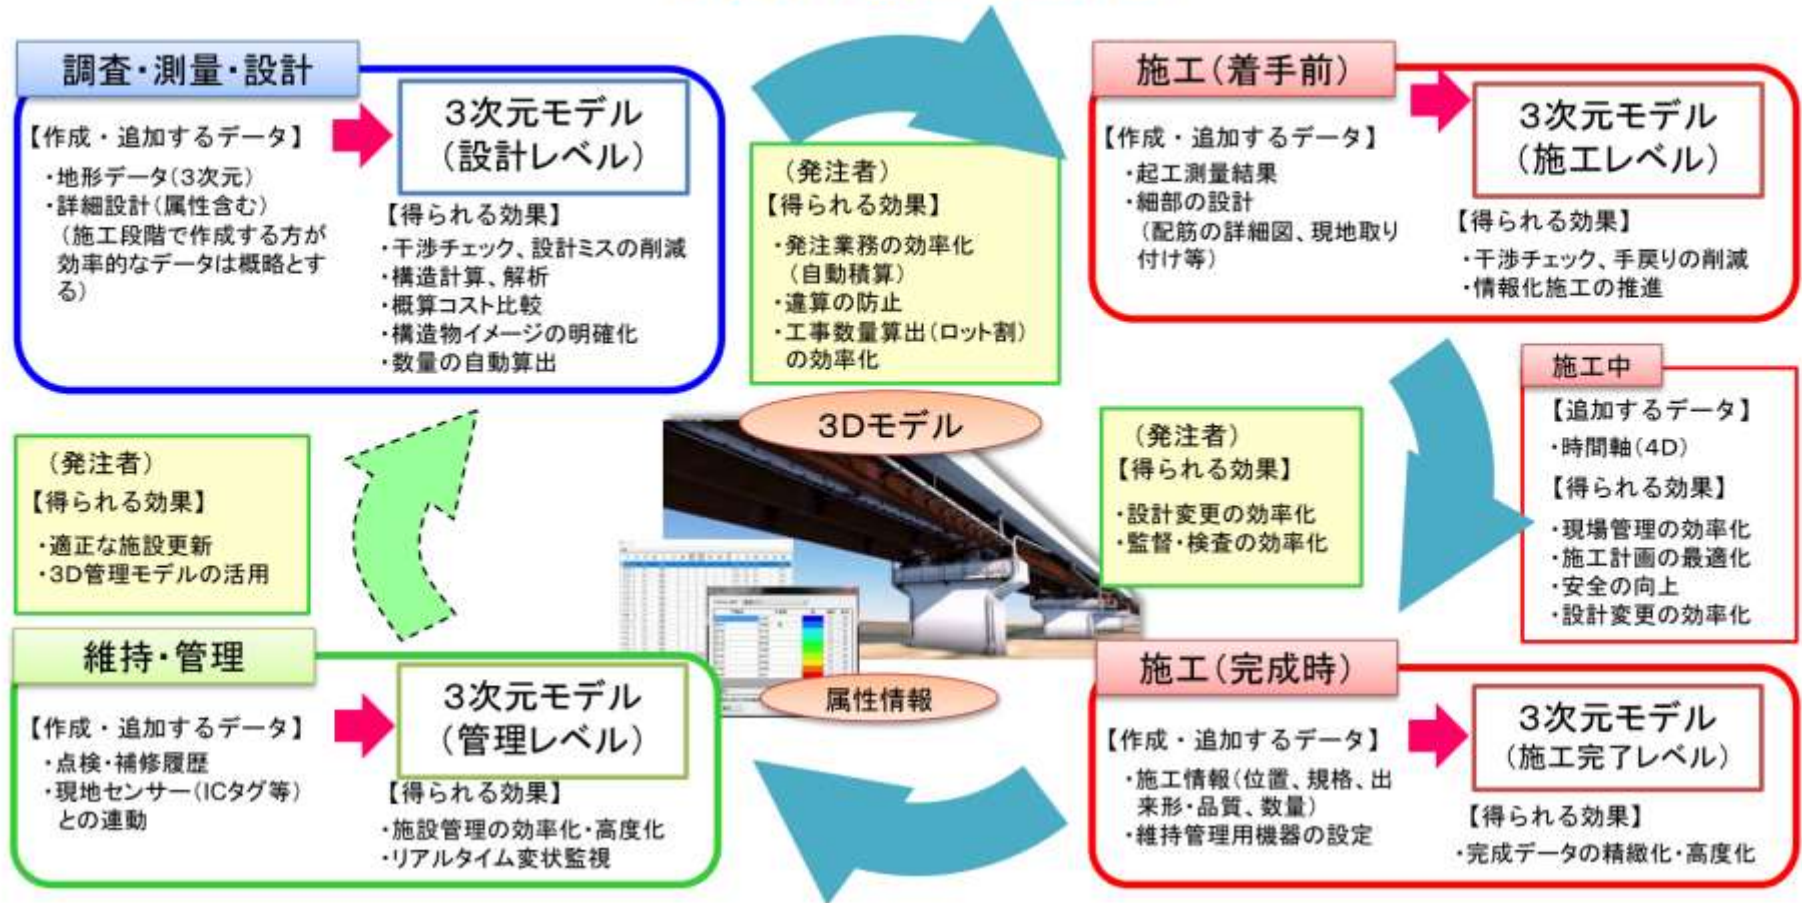 調査・測量・設計
【作成・追加するデータ】
・地形データ(3次元)
・詳細設計(属性含む)
(施工段階で作成する方が
効率的なデータは概略とす
る)
3次元モデル
(設計レベル)
【得られる効果】
・干渉チェック、設計ミスの削減
・構造計算、解析
・概算コスト比較
・構造物イメージの明確化
・数量の自動算出
(発注者)
【得られる効果】
・発注業務の効率化
(自動積算)
・違算の防止
・工事数量算出(ロット割)
の効率化
施工(着手前)
【作成・追加するデータ】
・起工測量結果
・細部の設計
(配筋の詳細図、現地取り
付け等)
3次元モデル
(施工レベル)
【得られる効果】
・干渉チェック、手戻りの削減
・情報化施工の推進
施工中
【追加するデータ】
・時間軸(4D)
【得られる効果】
・現場管理の効率化
・施工計画の最適化
・安全の向上
・設計変更の効率化
(発注者)
【得られる効果】
・設計変更の効率化
・監督・検査の効率化
3Dモデル
属性情報
(発注者)
【得られる効果】
・適正な施設更新
・3D管理モデルの活用
施工(完成時)
【作成・追加するデータ】
・施工情報(位置、規格、出
来形・品質、数量)
・維持管理用機器の設定
3次元モデル
(施工完了レベル)
【得られる効果】
・完成データの精緻化・高度化
維持・管理
【作成・追加するデータ】
・点検・補修履歴
・現地センサー(ICタグ等)
との連動
3次元モデル
(管理レベル)
【得られる効果】
・施設管理の効率化・高度化
・リアルタイム変状監視